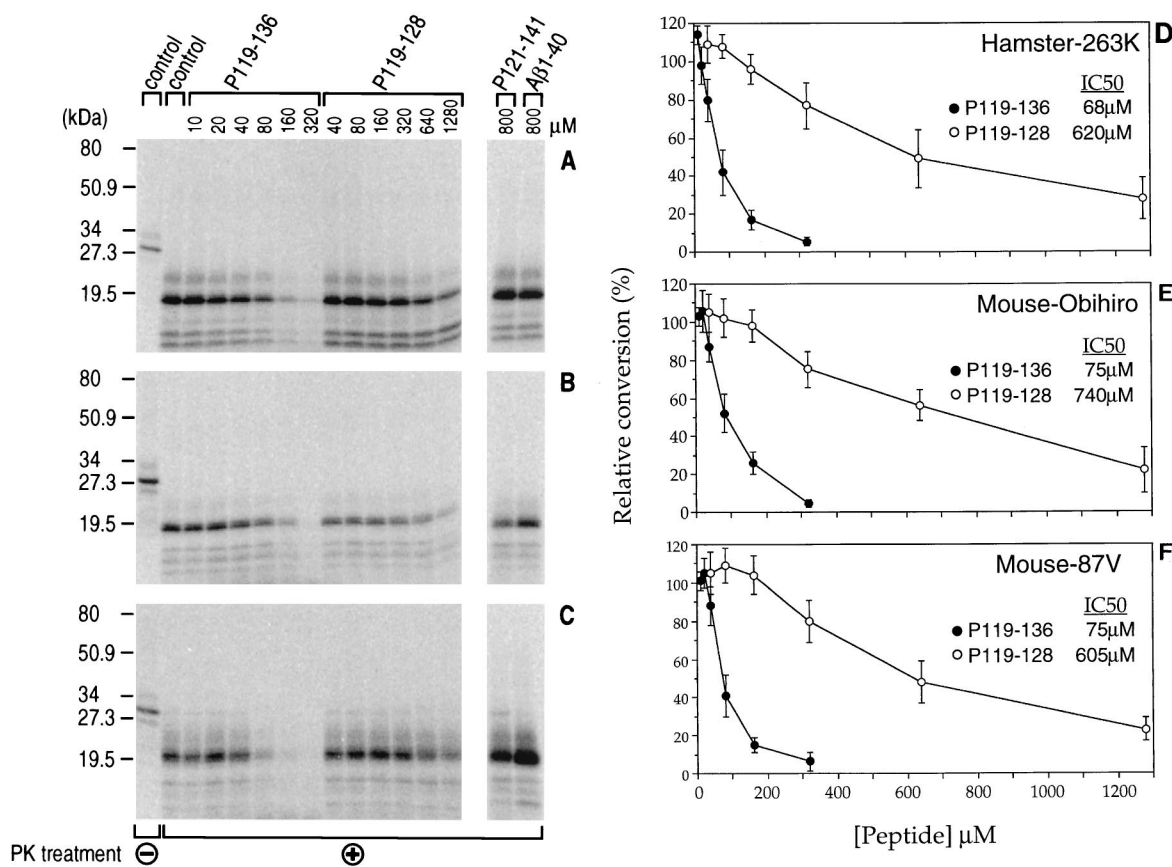 control
control
P119-136
P119-128
P121-141
Aβ1-40
(kDa)
10
20
40
80
160
320
40
80
160
320
640
1280
800
800
μM
A
80
50.9
34
27.3
19.5
B
80
50.9
34
27.3
19.5
C
80
50.9
34
27.3
19.5
PK treatment
D
Hamster-263K
IC50
P119-136 68μM
P119-128 620μM
120
100
80
60
40
20
0
E
Mouse-Obihiro
IC50
P119-136 75μM
P119-128 740μM
120
100
80
60
40
20
0
F
Mouse-87V
IC50
P119-136 75μM
P119-128 605μM
120
100
80
60
40
20
0
0 200 400 600 800 1000 1200
Relative conversion (%)
[Peptide] μM